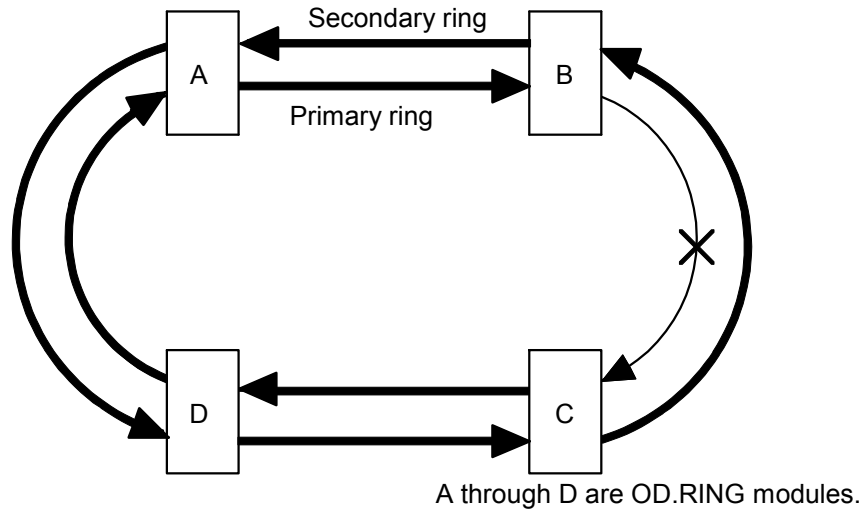 Secondary ring
A
B
Primary ring
D
C
A through D are OD.RING modules.